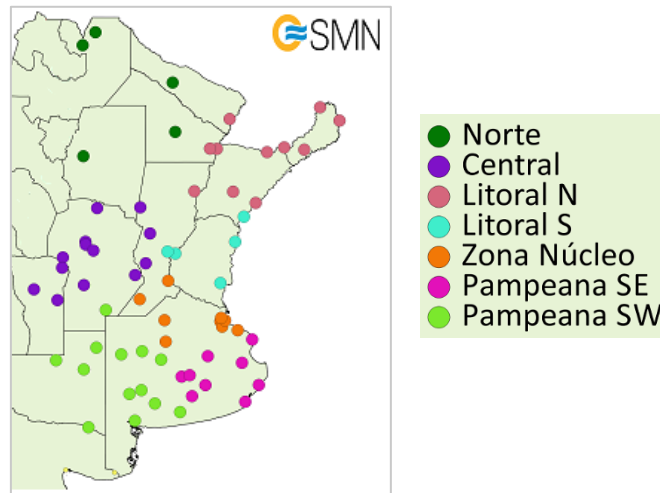 SMN
Norte
Central
Litoral N
Litoral S
Zona Núcleo
Pampeana SE
Pampeana SW